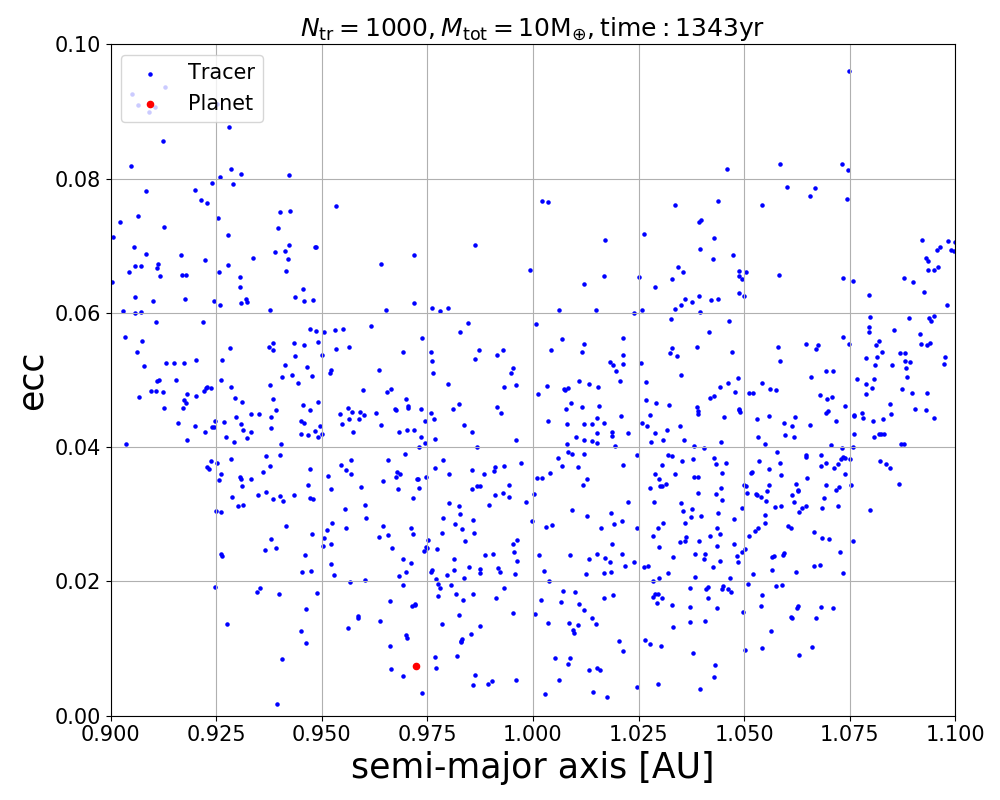 N_tr = 1000, M_tot = 10M_⊕, time : 1343yr
Tracer
Planet
0.10
0.08
0.06
0.04
0.02
0.00
ecc
0.900 0.925 0.950 0.975 1.000 1.025 1.050 1.075 1.100
semi-major axis [AU]